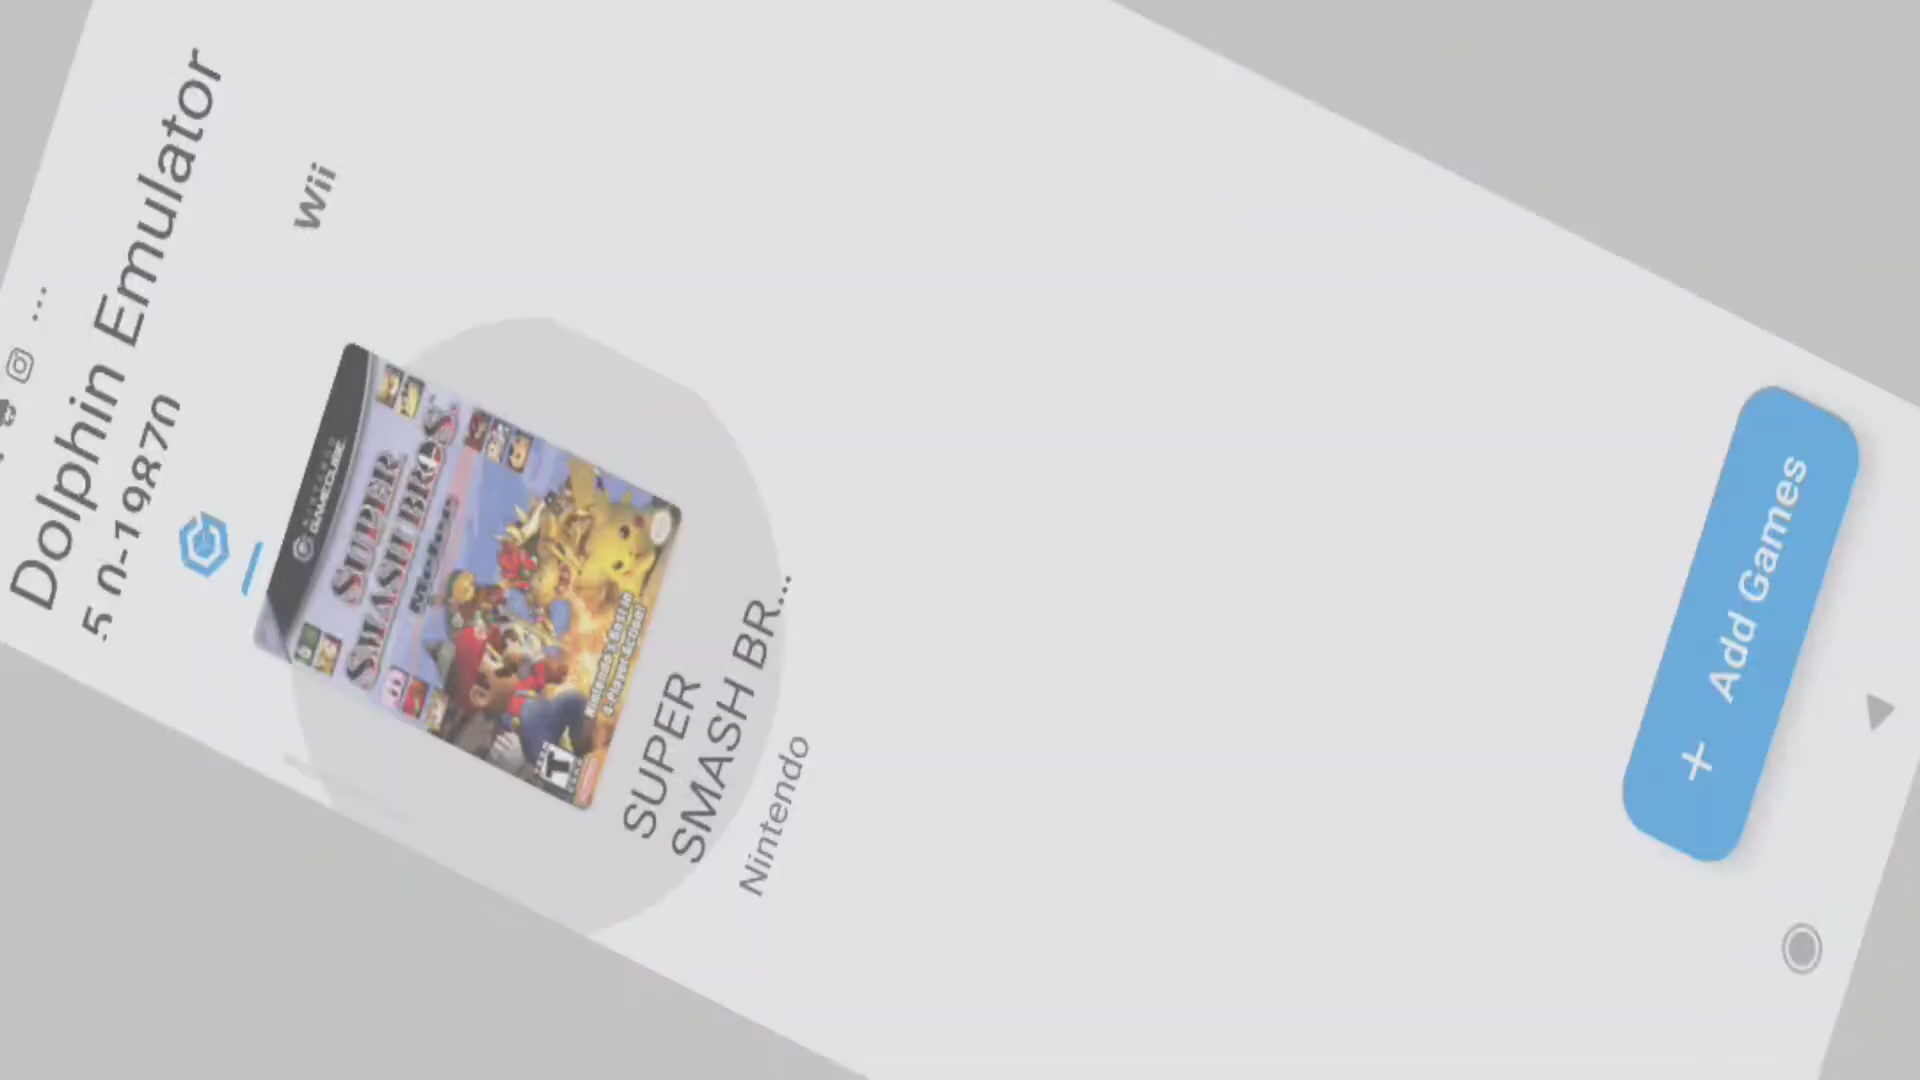 ...
Dolphin Emulator
5.0-19870
Wii
NINTENDO
GAMECUBE
SUPER
SMASH BROS.
Melee
Nintendo's Best in
4-Player Action!
T
SUPER
SMASH BR...
Nintendo
+ Add Games